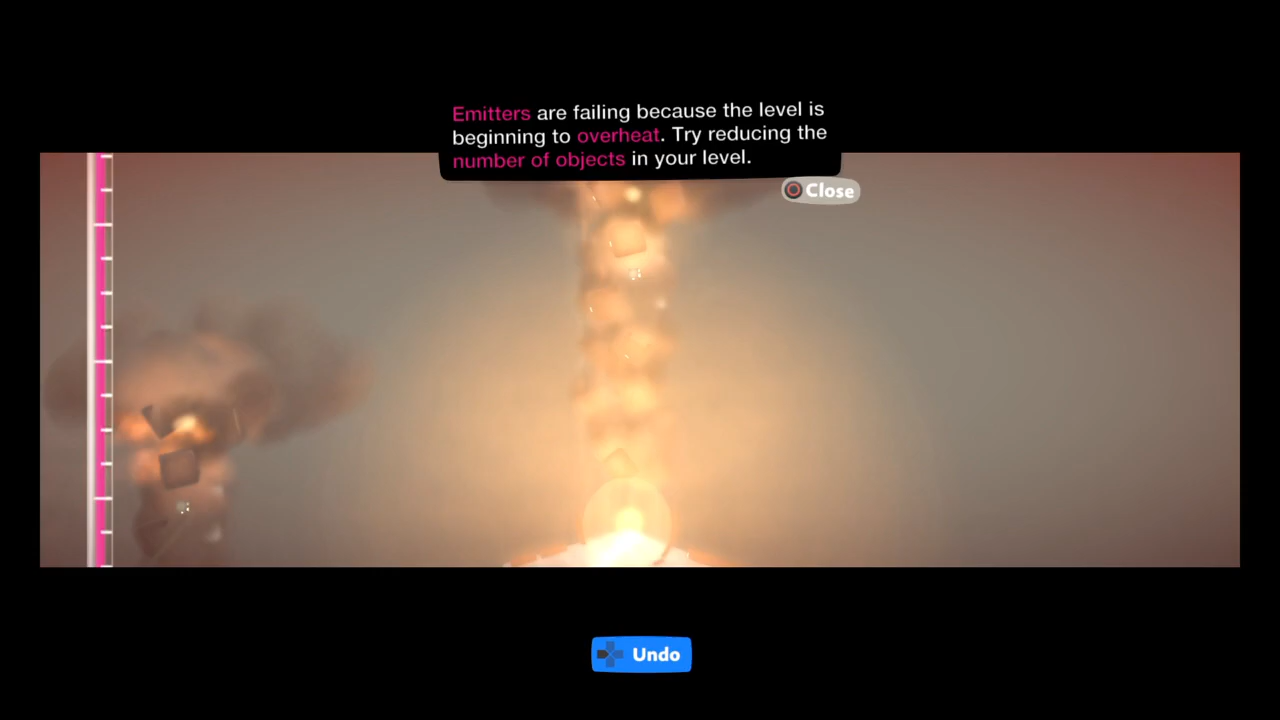 Emitters are failing because the level is
beginning to overheat. Try reducing the
number of objects in your level.
Close
Undo